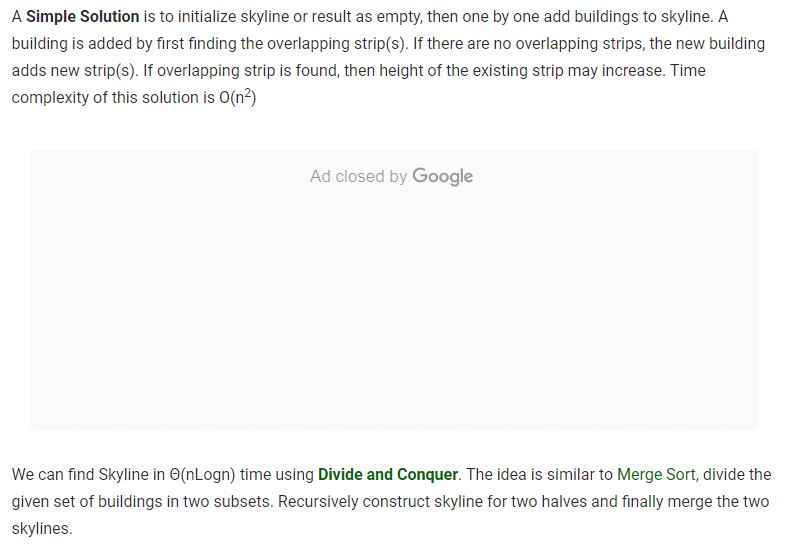 A Simple Solution is to initialize skyline or result as empty, then one by one add buildings to skyline. A
building is added by first finding the overlapping strip(s). If there are no overlapping strips, the new building
adds new strip(s). If overlapping strip is found, then height of the existing strip may increase. Time
complexity of this solution is O(n²)
Ad closed by Google
We can find Skyline in Θ(nLogn) time using Divide and Conquer. The idea is similar to Merge Sort, divide the
given set of buildings in two subsets. Recursively construct skyline for two halves and finally merge the two
skylines.